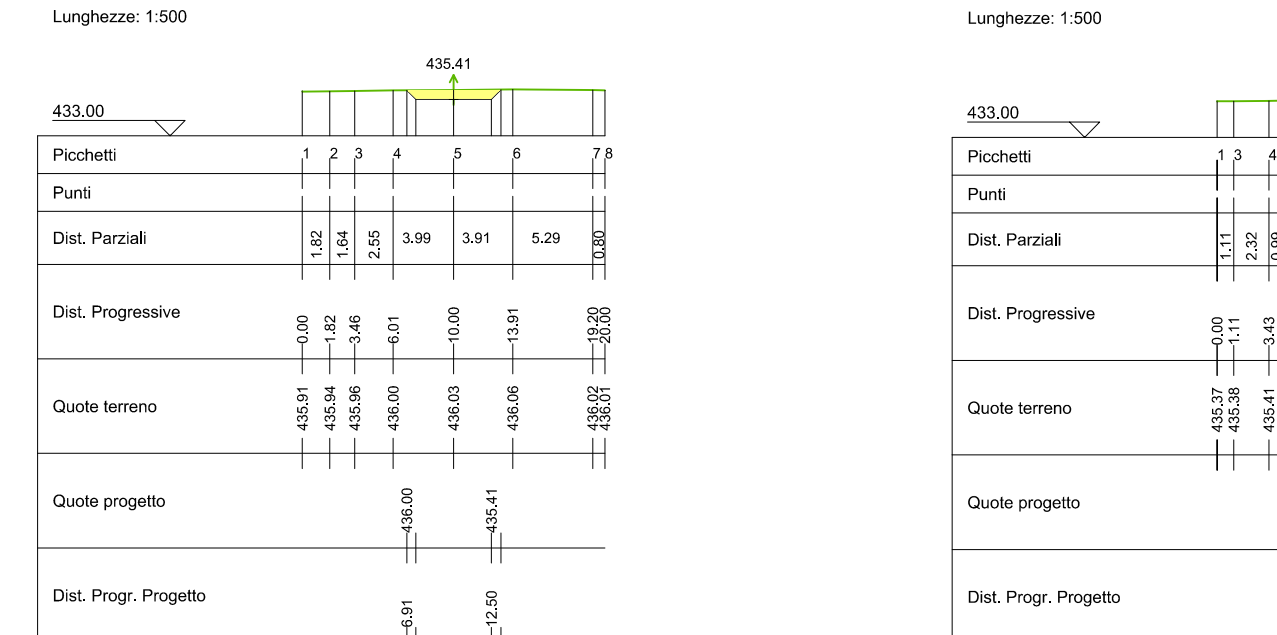 Lunghezze: 1:500
435.41
433.00
Picchetti 1 2 3 4 5 6 7 8
Punti
Dist. Parziali 1.82 1.64 2.55 3.99 3.91 5.29 0.80
Dist. Progressive 0.00 1.82 3.46 6.01 10.00 13.91 19.20 20.00
Quote terreno 435.91 435.94 435.96 436.00 436.03 436.06 436.02 436.01
Quote progetto 436.00 435.41
Dist. Progr. Progetto 6.91 12.50
Lunghezze: 1:500
433.00
Picchetti 1 3 4
Punti
Dist. Parziali 1.11 2.32 0.99
Dist. Progressive 0.00 1.11 3.43
Quote terreno 435.37 435.38 435.41
Quote progetto
Dist. Progr. Progetto